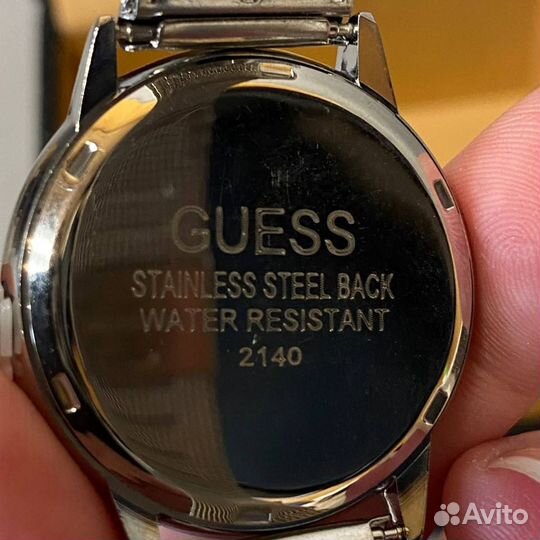 GUESS
STAINLESS STEEL BACK
WATER RESISTANT
2140
Avito